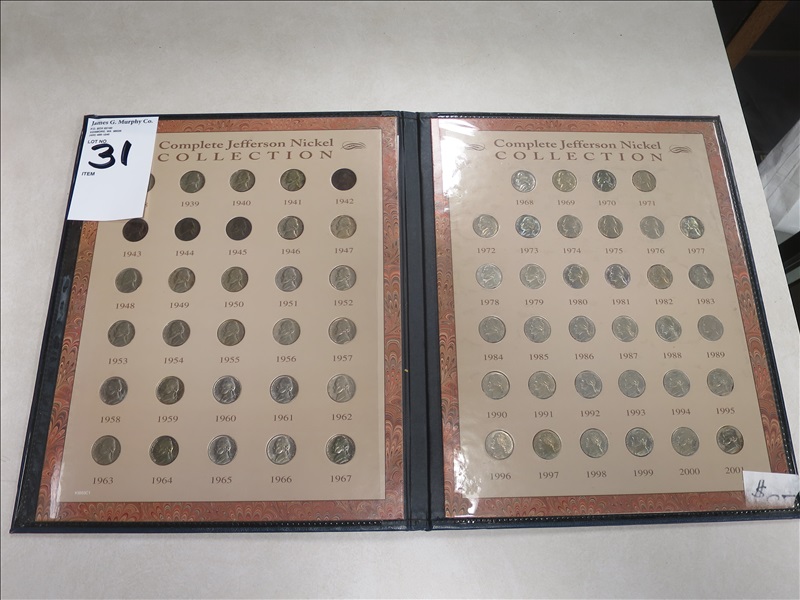 James G. Murphy Co.
LOT NO.
31
ITEM
Complete Jefferson Nickel
COLLECTION
1939 1940 1941 1942
1943 1944 1945 1946 1947
1948 1949 1950 1951 1952
1953 1954 1955 1956 1957
1958 1959 1960 1961 1962
1963 1964 1965 1966 1967
Complete Jefferson Nickel
COLLECTION
1968 1969 1970 1971
1972 1973 1974 1975 1976 1977
1978 1979 1980 1981 1982 1983
1984 1985 1986 1987 1988 1989
1990 1991 1992 1993 1994 1995
1996 1997 1998 1999 2000 2001
$